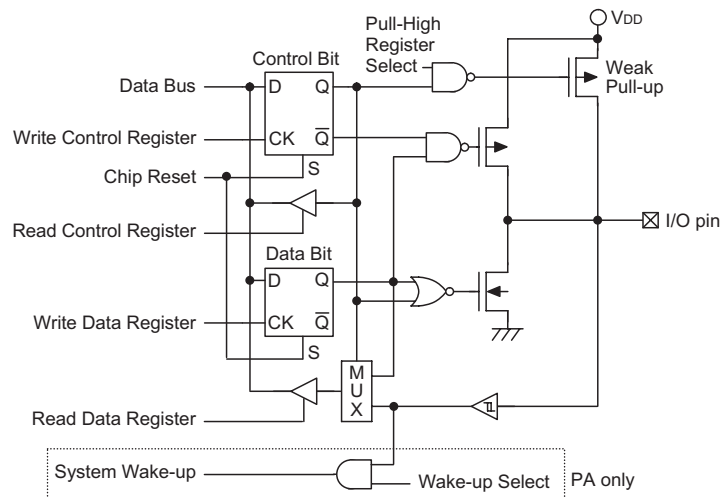 VDD
Pull-High
Register
Select
Control Bit
Weak
Pull-up
Data Bus
D
Q
Write Control Register
CK
Q
Chip Reset
S
I/O pin
Read Control Register
Data Bit
D
Q
Write Data Register
CK
Q
S
M
U
X
Read Data Register
System Wake-up
Wake-up Select
PA only